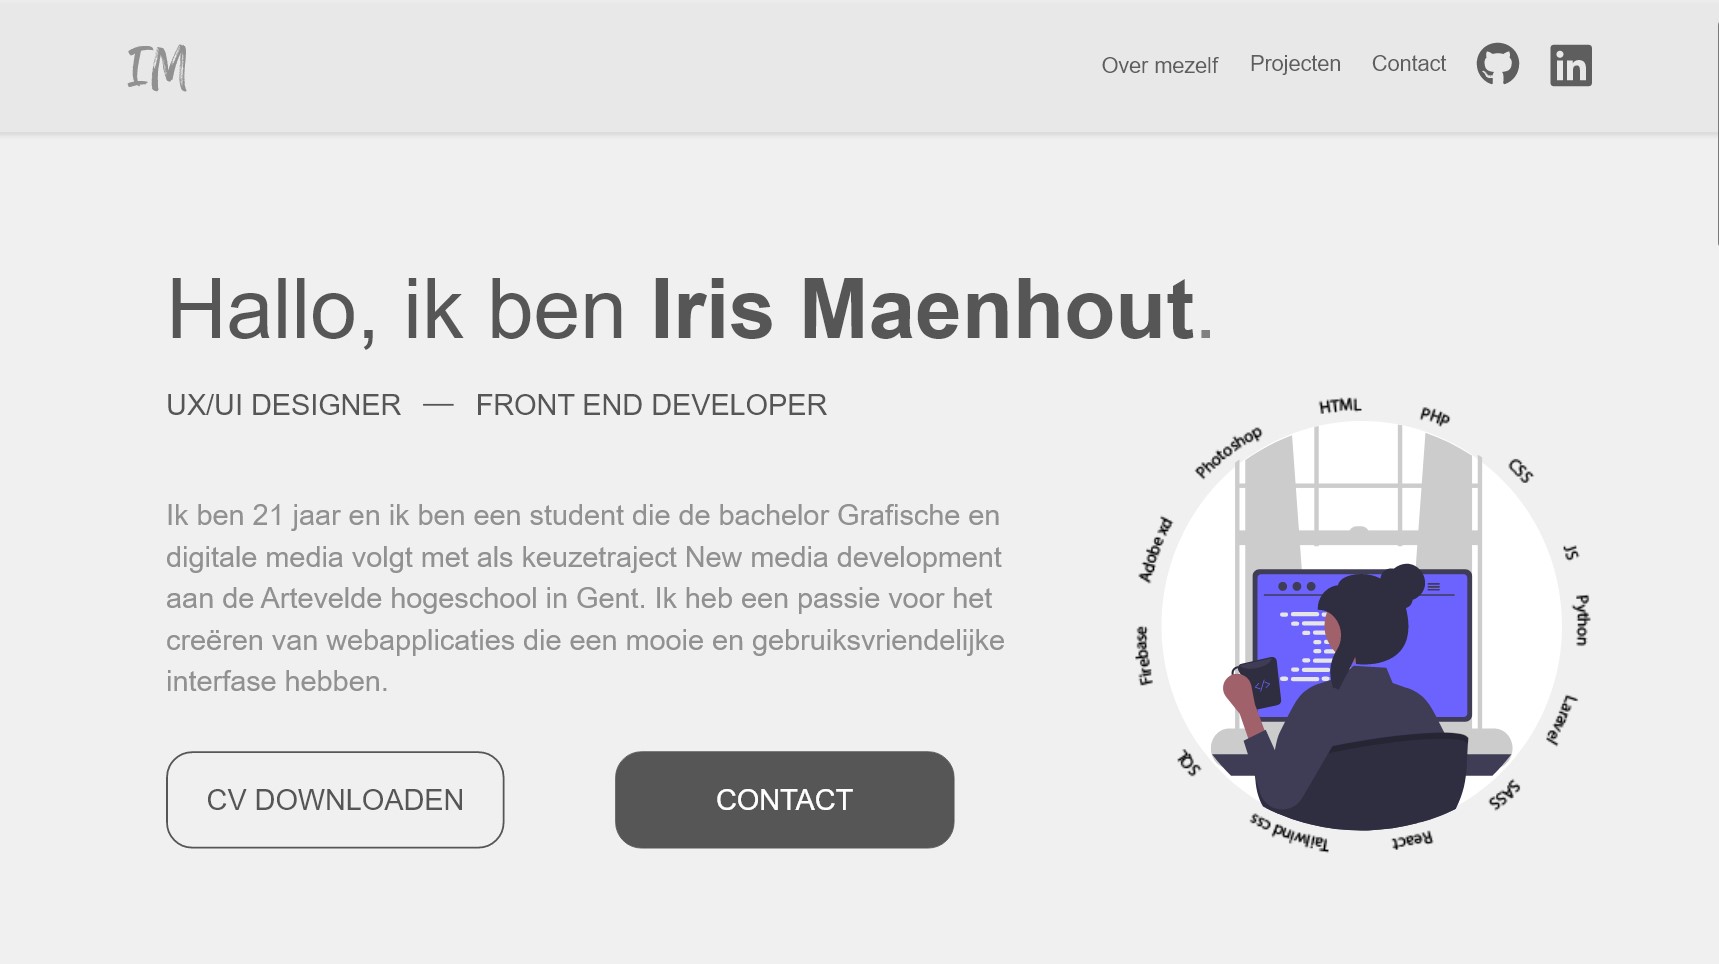 IM
Over mezelf Projecten Contact
Hallo, ik ben Iris Maenhout.
UX/UI DESIGNER — FRONT END DEVELOPER
Ik ben 21 jaar en ik ben een student die de bachelor Grafische en
digitale media volgt met als keuzetraject New media development
aan de Artevelde hogeschool in Gent. Ik heb een passie voor het
creëren van webapplicaties die een mooie en gebruiksvriendelijke
interfase hebben.
CV DOWNLOADEN
CONTACT
HTML
PHP
CSS
JS
Python
Laravel
SASS
React
Tailwind css
SQL
Firebase
Adobe xd
Photoshop